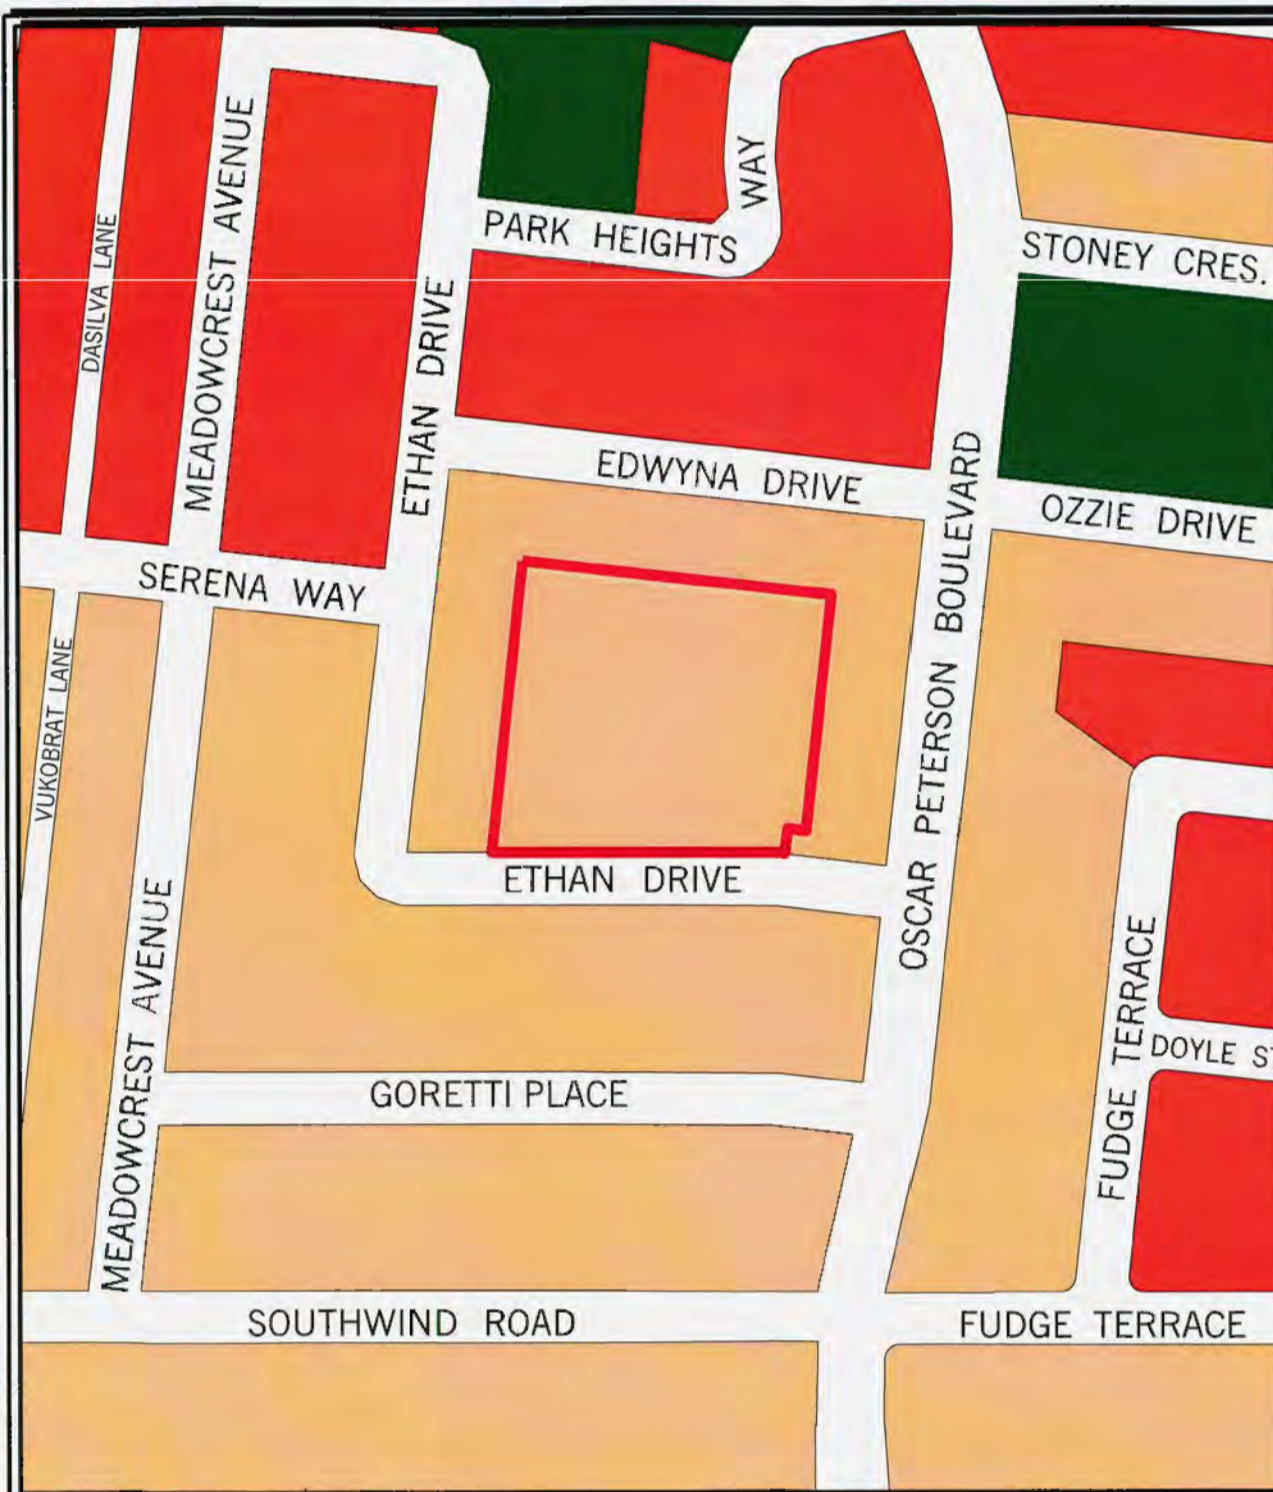 MEADOWCREST AVENUE
DASILVA LANE
WAY
PARK HEIGHTS
STONEY CRES.
ETHAN DRIVE
EDWYNA DRIVE
OZZIE DRIVE
SERENA WAY
OSCAR PETERSON BOULEVARD
VUKOBRAT LANE
ETHAN DRIVE
MEADOWCREST AVENUE
FUDGE TERRACE
DOYLE
GORETTI PLACE
SOUTHWIND ROAD
FUDGE TERRACE